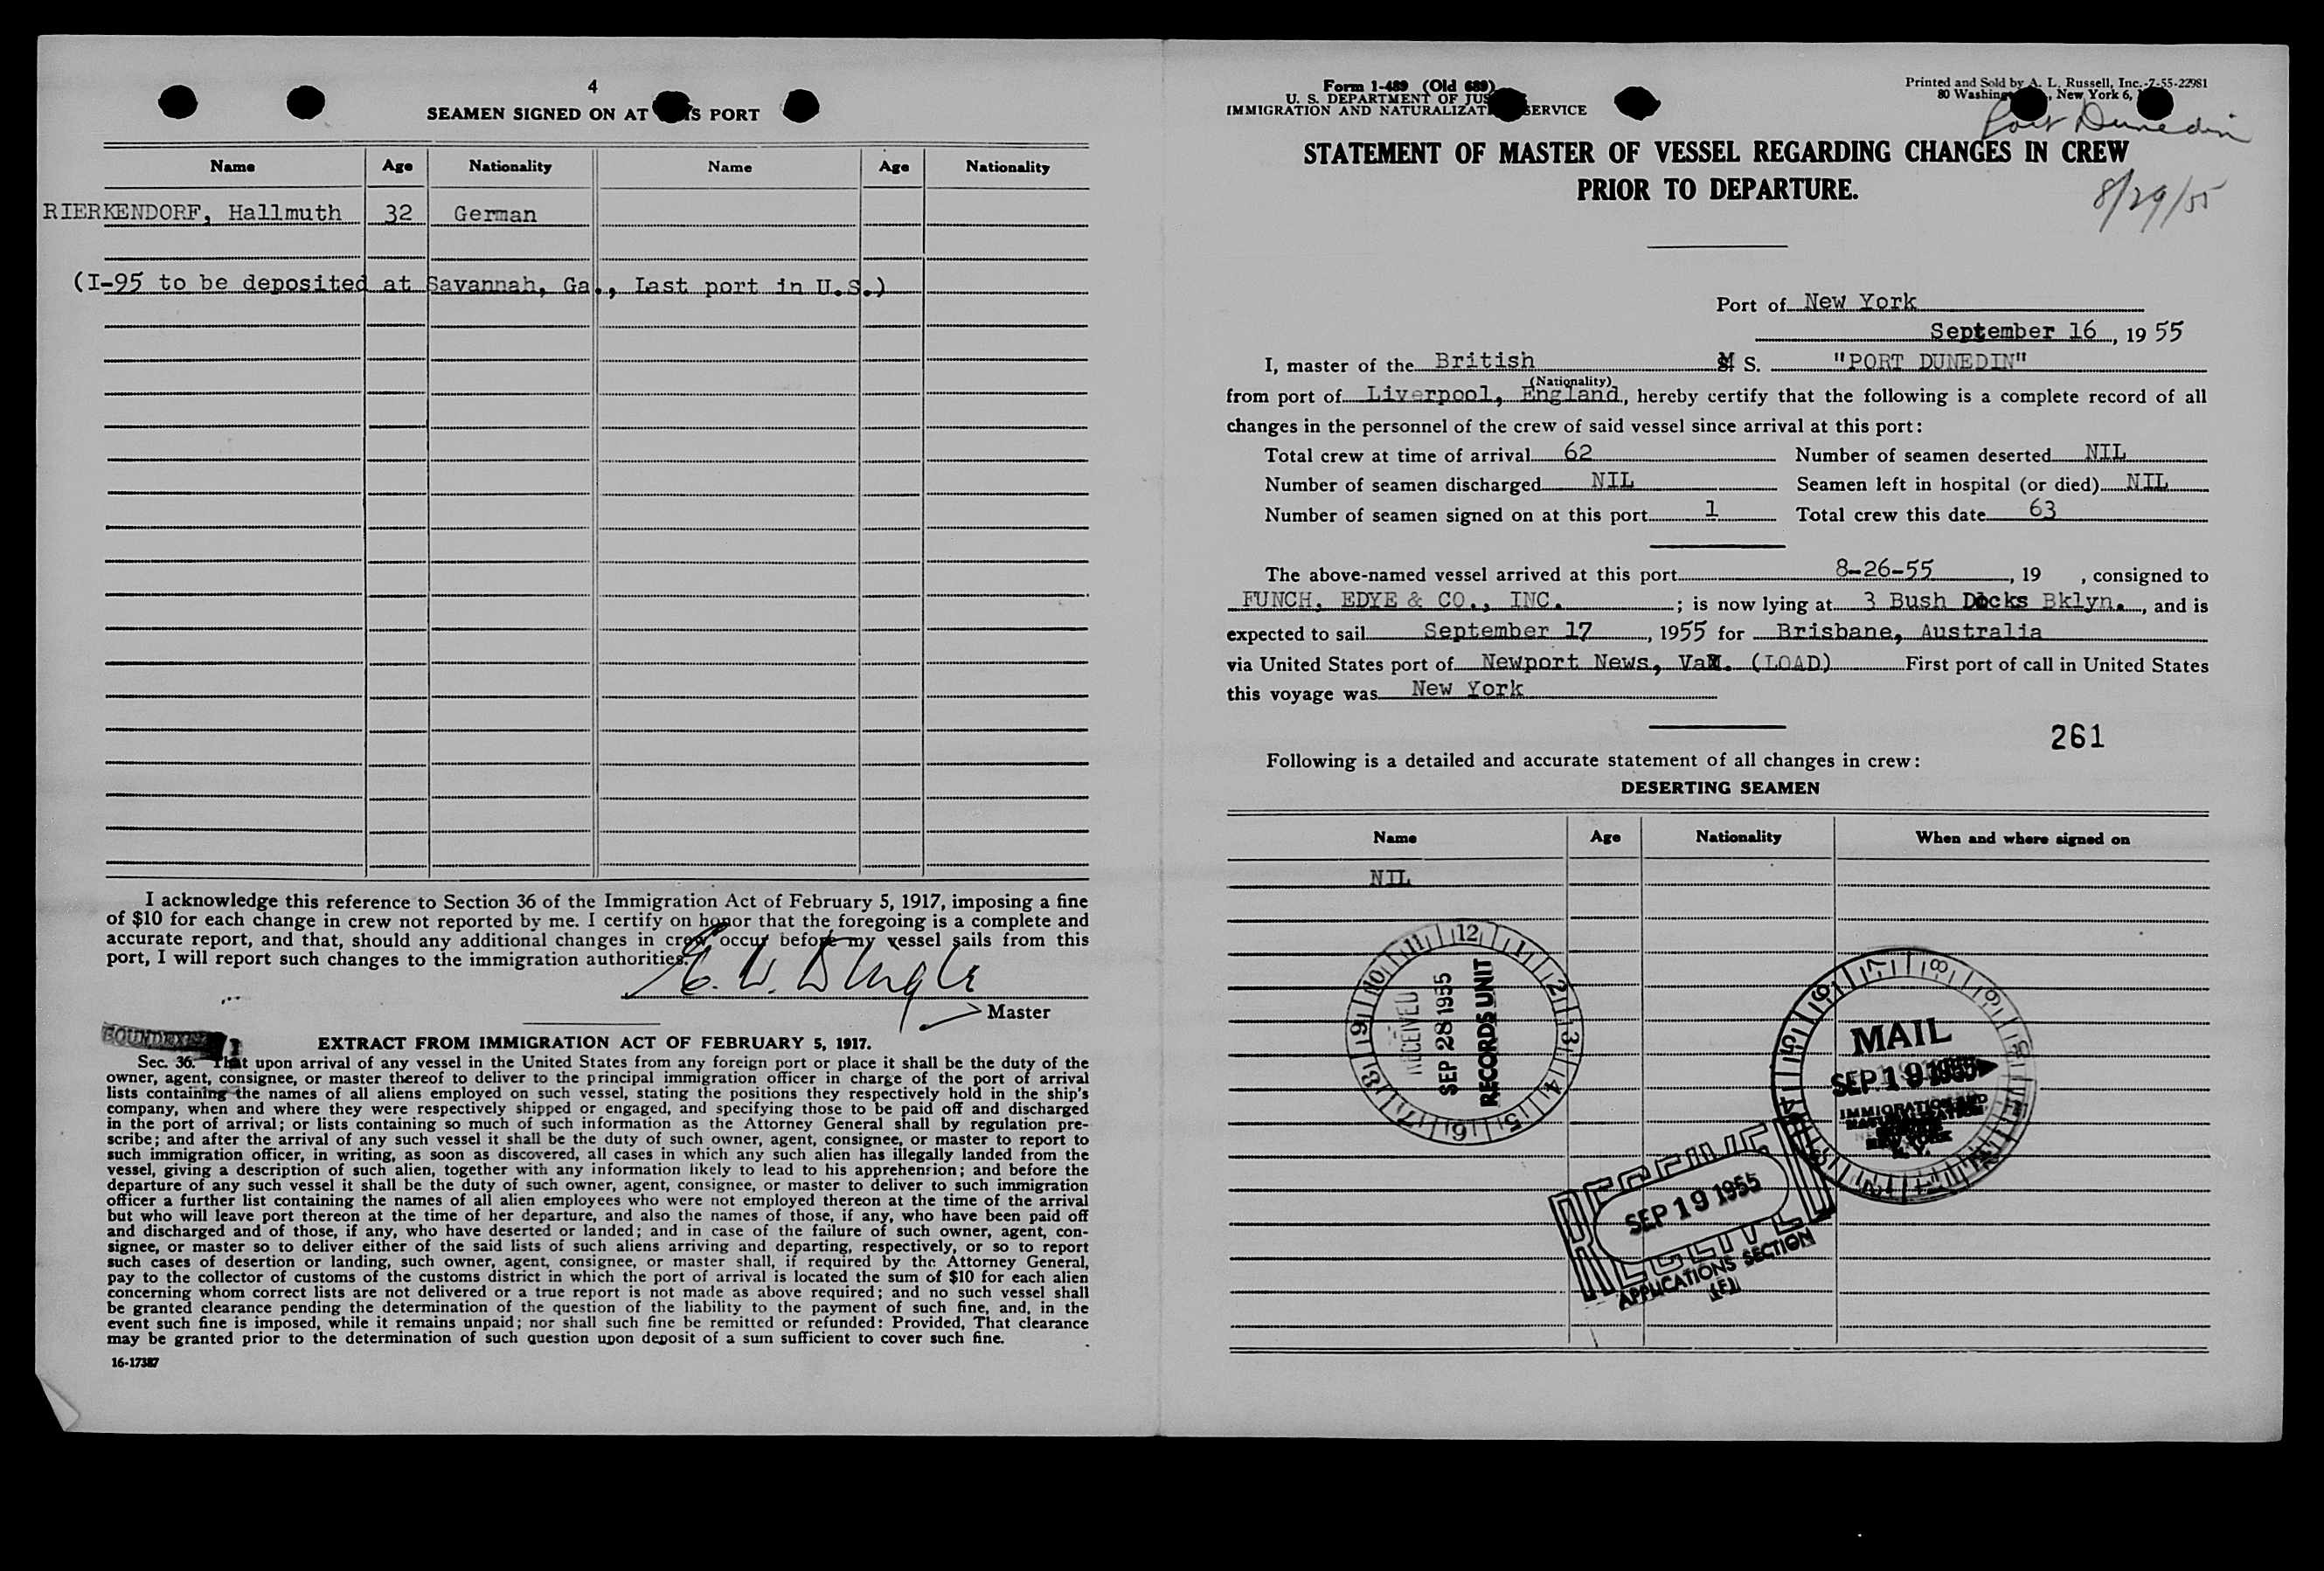 4
SEAMEN SIGNED ON AT THIS PORT
Name Age Nationality Name Age Nationality
RIERKENDORF, Hallmuth 32 German
(I-95 to be deposited at Savannah, Ga., Last port in U.S.)
I acknowledge this reference to Section 36 of the Immigration Act of February 5, 1917, imposing a fine
of $10 for each change in crew not reported by me. I certify on honor that the foregoing is a complete and
accurate report, and that, should any additional changes in crew occur before my vessel sails from this
port, I will report such changes to the immigration authorities.
Master
EXTRACT FROM IMMIGRATION ACT OF FEBRUARY 5, 1917.
Sec. 36. That upon arrival of any vessel in the United States from any foreign port or place it shall be the duty of the
owner, agent, consignee, or master thereof to deliver to the principal immigration officer in charge of the port of arrival
lists containing the names of all aliens employed on such vessel, stating the positions they respectively hold in the ship's
company, when and where they were respectively shipped or engaged, and specifying those to be paid off and discharged
in the port of arrival; or lists containing so much of such information as the Attorney General shall by regulation pre-
scribe; and after the arrival of any such vessel it shall be the duty of such owner, agent, consignee, or master to report to
such immigration officer, in writing, as soon as discovered, all cases in which any such alien has illegally landed from the
vessel, giving a description of such alien, together with any information likely to lead to his apprehension; and before the
departure of any such vessel it shall be the duty of such owner, agent, consignee, or master to deliver to such immigration
officer a further list containing the names of all alien employees who were not employed thereon at the time of the arrival
but who will leave port thereon at the time of her departure, and also the names of those, if any, who have been paid off
and discharged and of those, if any, who have deserted or landed; and in case of the failure of such owner, agent, con-
signee, or master so to deliver either of the said lists of such aliens arriving and departing, respectively, or so to report
such cases of desertion or landing, such owner, agent, consignee, or master shall, if required by the Attorney General,
pay to the collector of customs of the customs district in which the port of arrival is located the sum of $10 for each alien
concerning whom correct lists are not delivered or a true report is not made as above required; and no such vessel shall
be granted clearance pending the determination of the question of the liability to the payment of such fine, and, in the
event such fine is imposed, while it remains unpaid; nor shall such fine be remitted or refunded: Provided, That clearance
may be granted prior to the determination of such question upon deposit of a sum sufficient to cover such fine.
16-17387
Form I-489 (Old 689)
U. S. DEPARTMENT OF JUS
IMMIGRATION AND NATURALIZAT SERVICE
Printed and Sold by A. L. Russell, Inc.-7-55-22981
80 Washing , New York 6,
Port Dunedin
STATEMENT OF MASTER OF VESSEL REGARDING CHANGES IN CREW
PRIOR TO DEPARTURE.
8/29/55
Port of New York
September 16, 1955
I, master of the British M S. "PORT DUNEDIN"
(Nationality)
from port of Liverpool, England, hereby certify that the following is a complete record of all
changes in the personnel of the crew of said vessel since arrival at this port:
Total crew at time of arrival 62 Number of seamen deserted NIL
Number of seamen discharged NIL Seamen left in hospital (or died) NIL
Number of seamen signed on at this port 1 Total crew this date 63
The above-named vessel arrived at this port 8-26-55, 19 , consigned to
FUNCH, EDYE & CO., INC. ; is now lying at 3 Bush Docks Bklyn., and is
expected to sail September 17, 1955 for Brisbane, Australia
via United States port of Newport News, Va. (LOAD) First port of call in United States
this voyage was New York
261
Following is a detailed and accurate statement of all changes in crew:
DESERTING SEAMEN
Name Age Nationality When and where signed on
NIL
12 1 2 3 4 5 6 7 8 9 10 11
RECEIVED
SEP 28 1955
RECORDS UNIT
MAIL
SEP 19 1955
IMMIGRATION AND
NATURALIZATION
NEW YORK
N.Y.
RECEIVED
SEP 19 1955
APPLICATIONS SECTION